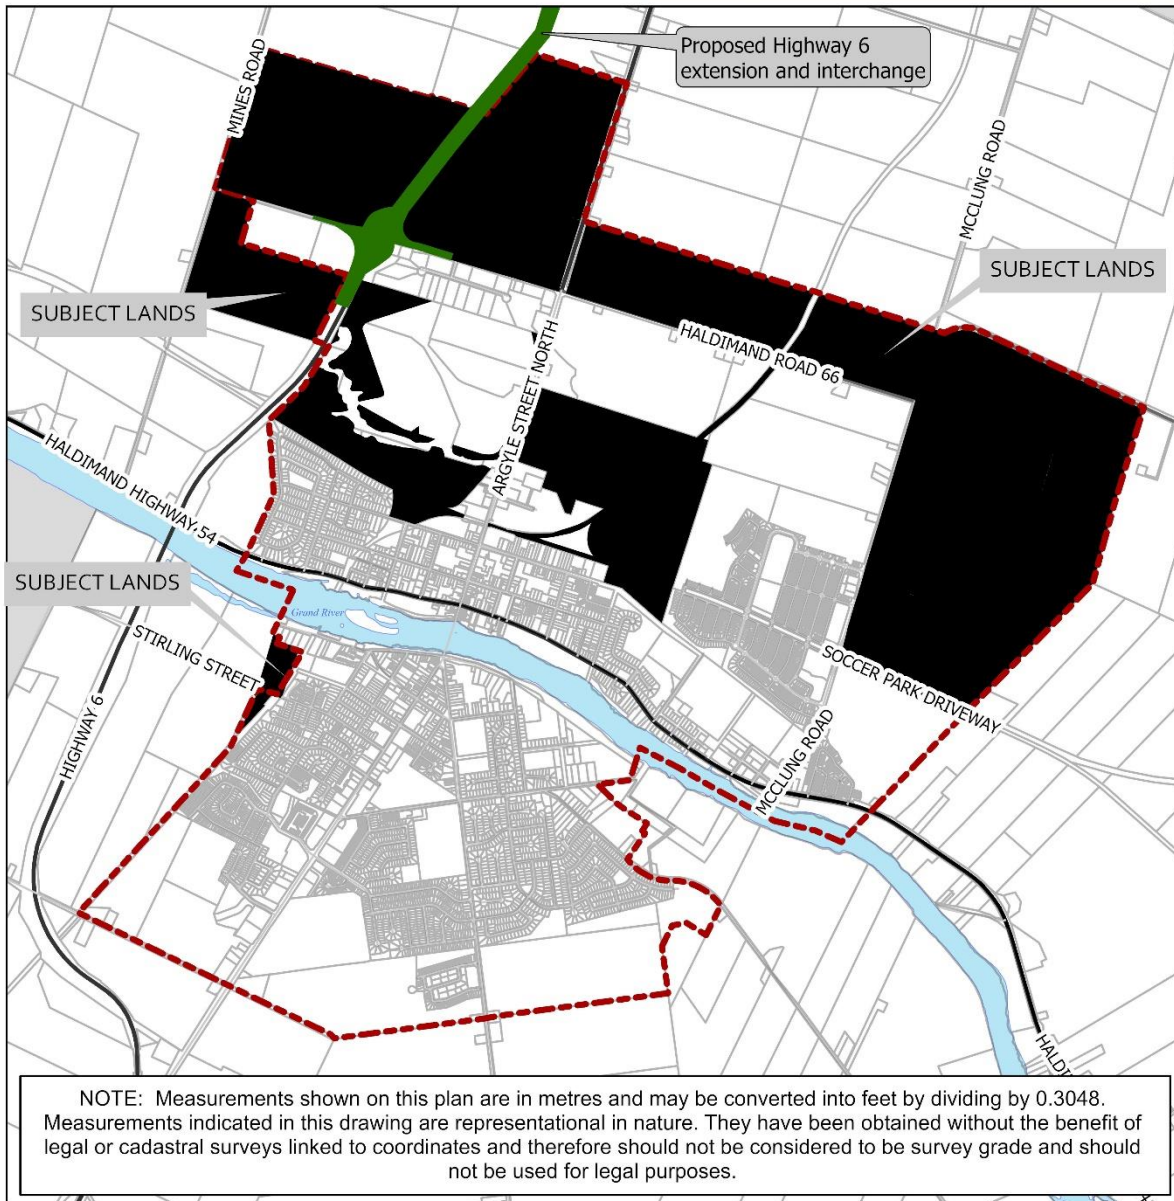 Proposed Highway 6
extension and interchange
MINES ROAD
MCCLUNG ROAD
SUBJECT LANDS
SUBJECT LANDS
HALDIMAND ROAD 66
ARGYLE STREET NORTH
HALDIMAND HIGHWAY 54
SUBJECT LANDS
Grand River
STIRLING STREET
HIGHWAY 6
SOCCER PARK DRIVEWAY
MCCLUNG ROAD
NOTE: Measurements shown on this plan are in metres and may be converted into feet by dividing by 0.3048.
Measurements indicated in this drawing are representational in nature. They have been obtained without the benefit of
legal or cadastral surveys linked to coordinates and therefore should not be considered to be survey grade and should
not be used for legal purposes.